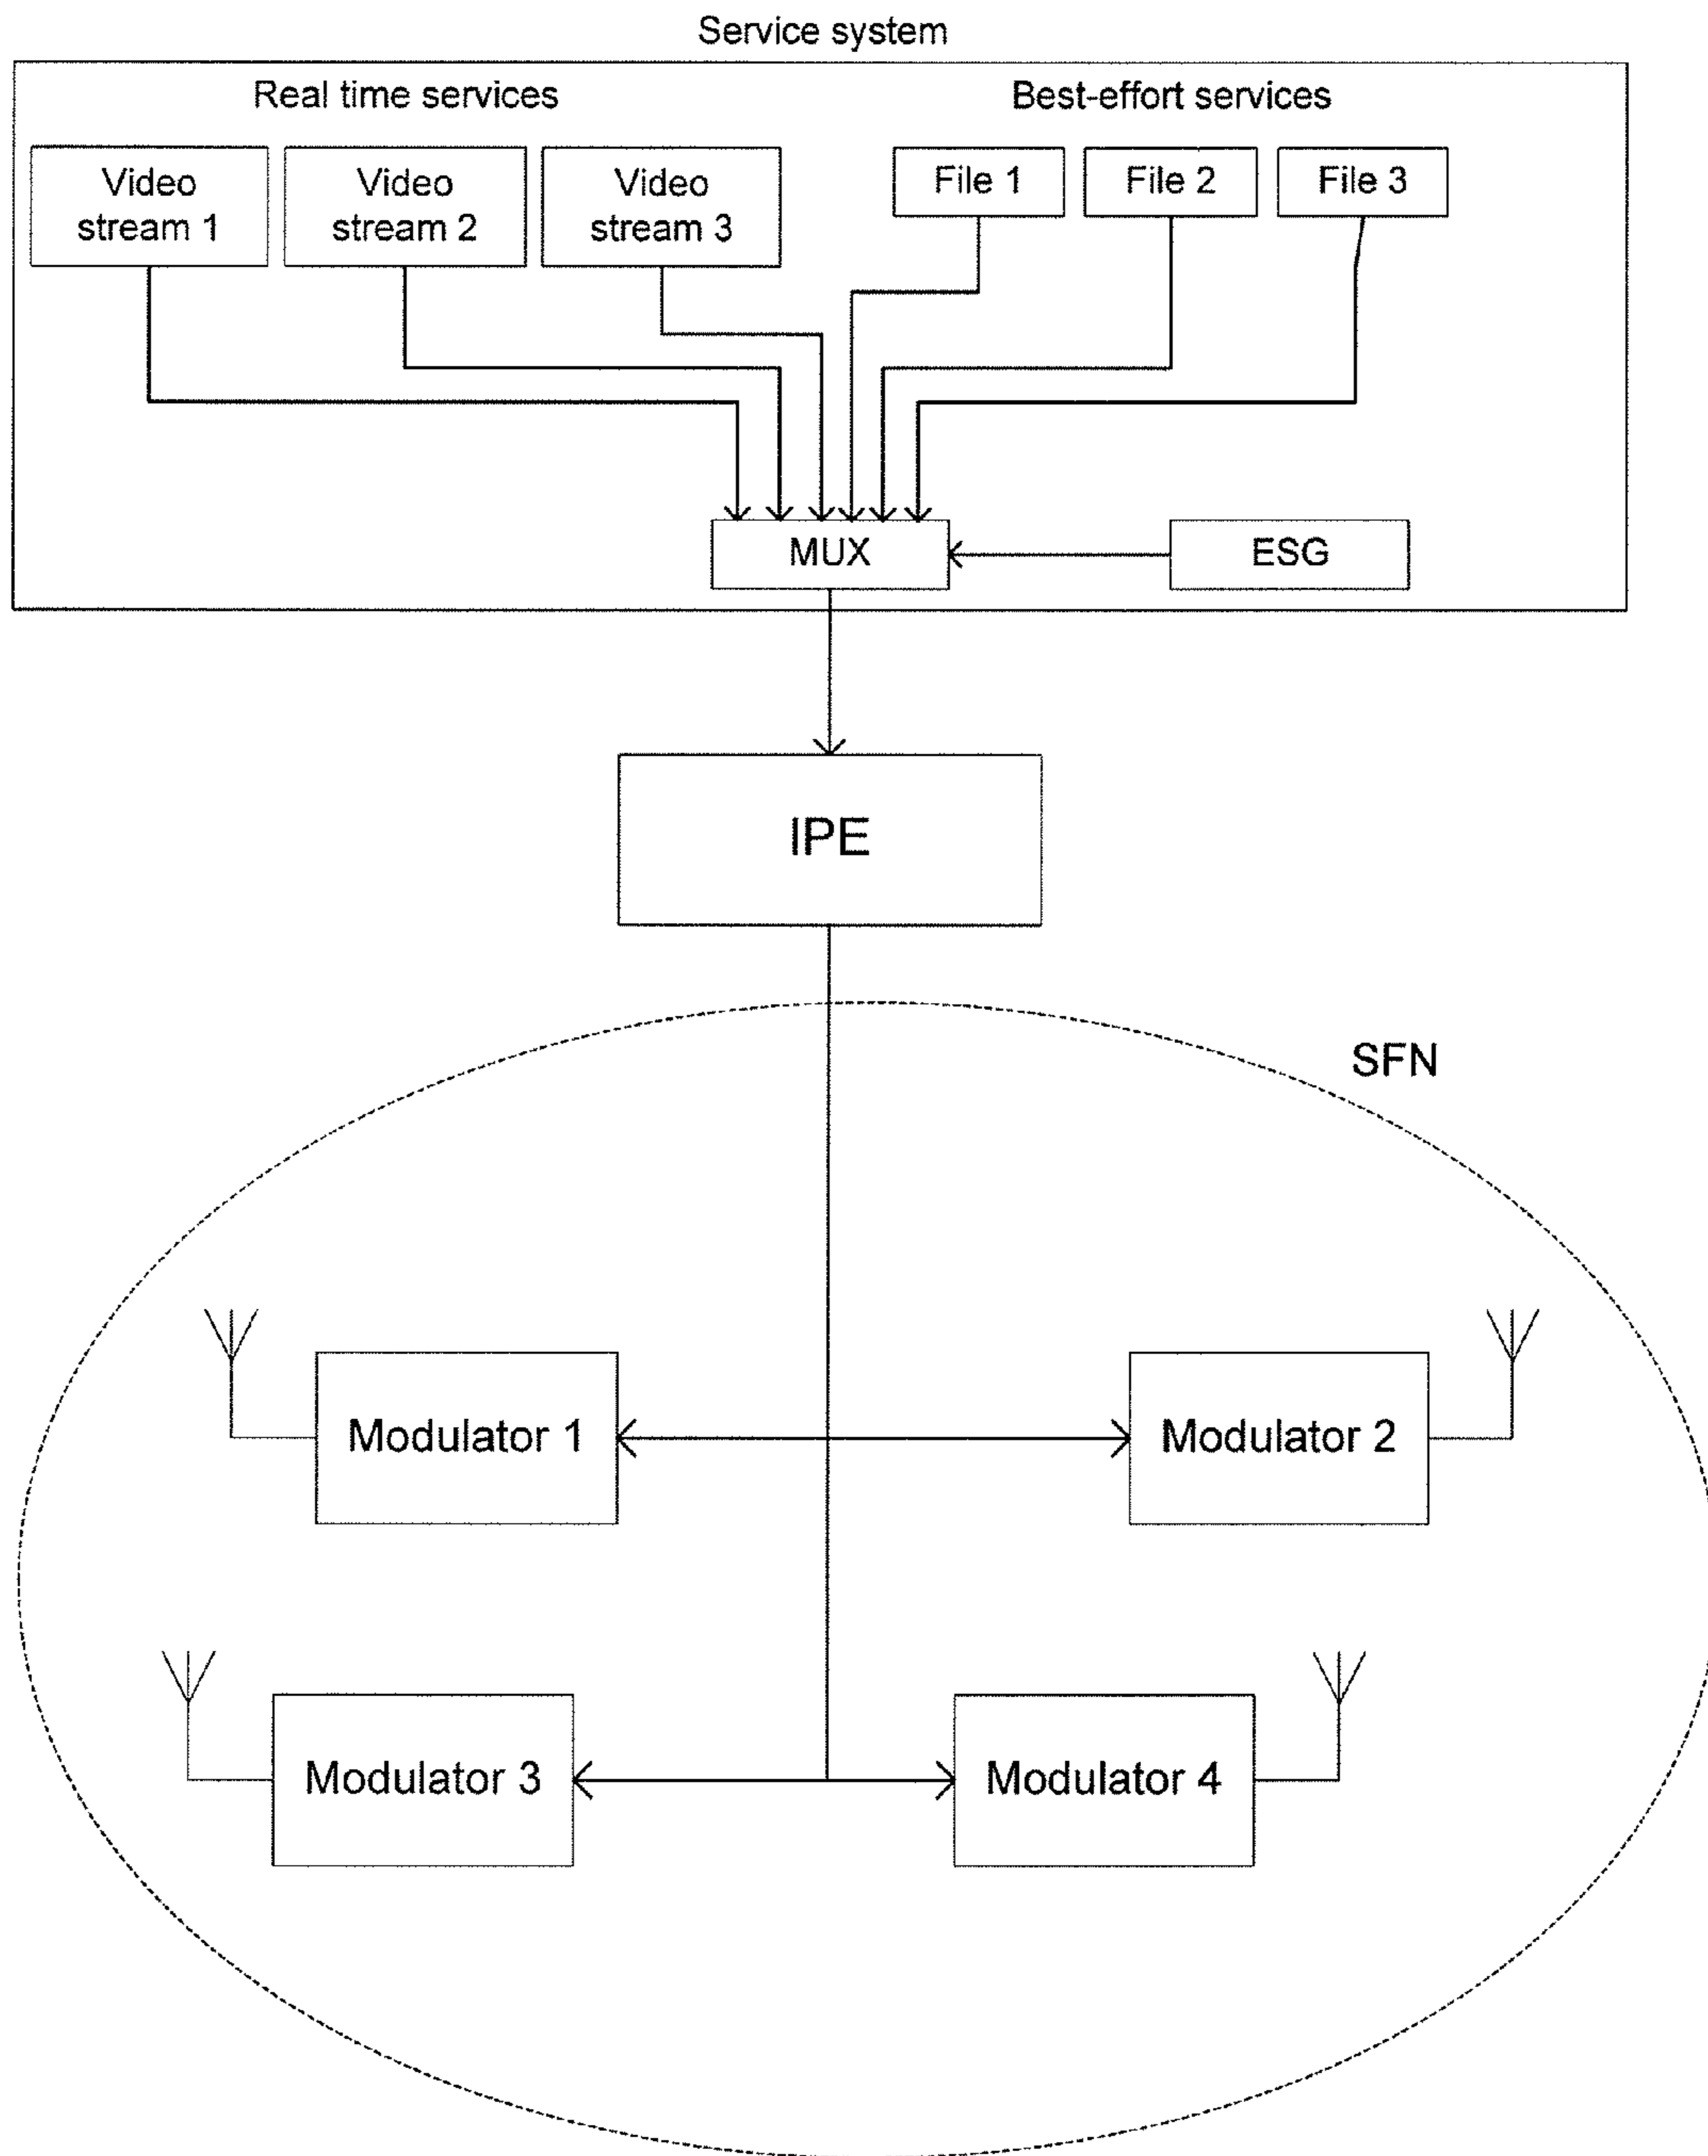 Service system
Real time services
Best-effort services
Video
stream 1
Video
stream 2
Video
stream 3
File 1
File 2
File 3
MUX
ESG
IPE
SFN
Modulator 1
Modulator 2
Modulator 3
Modulator 4